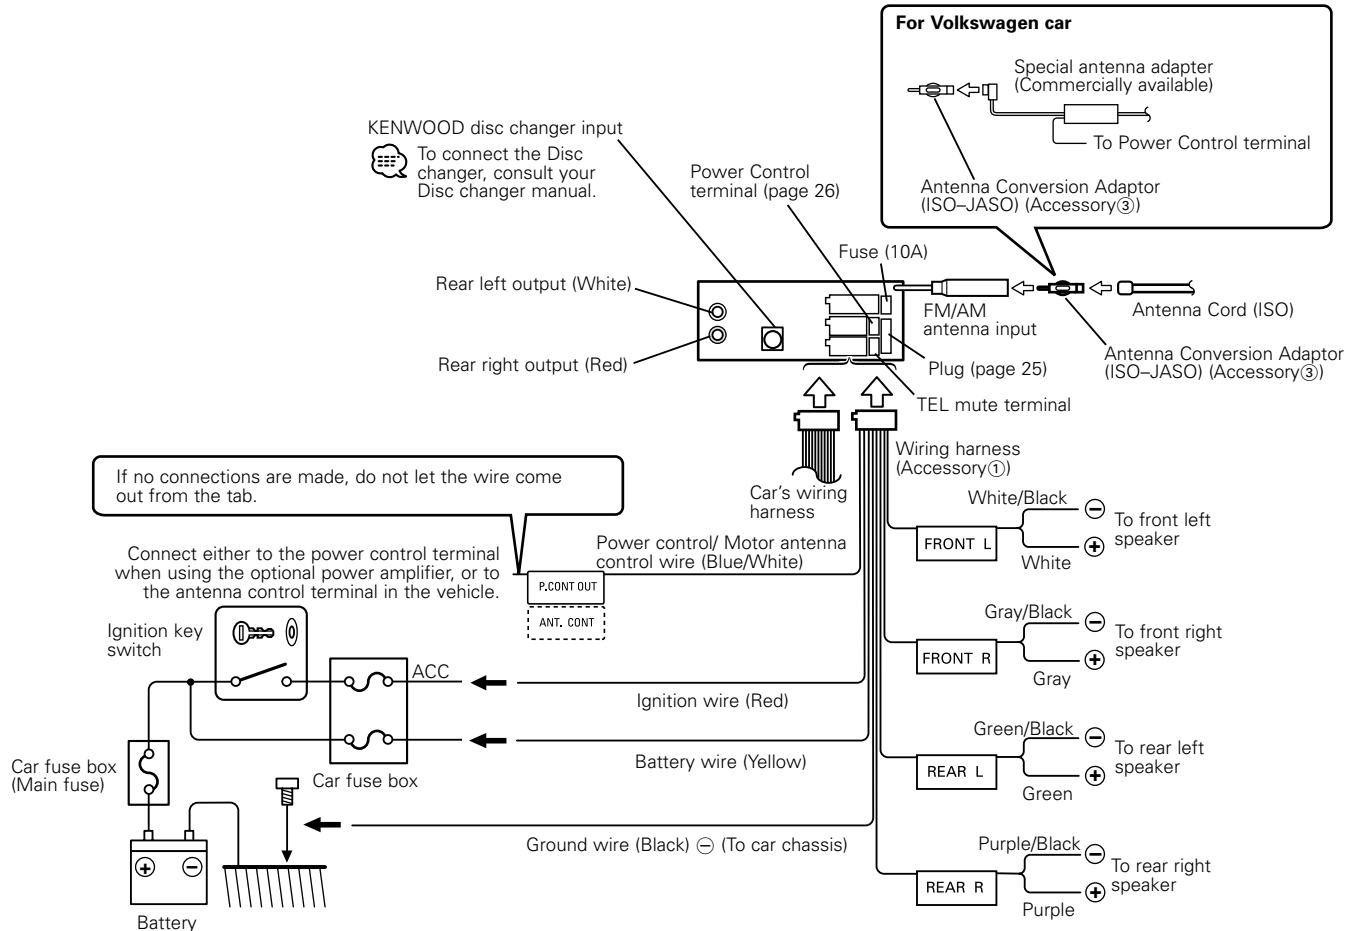 For Volkswagen car
Special antenna adapter
(Commercially available)
To Power Control terminal
Antenna Conversion Adaptor
(ISO–JASO) (Accessory③)
KENWOOD disc changer input
To connect the Disc
changer, consult your
Disc changer manual.
Power Control
terminal (page 26)
Fuse (10A)
Rear left output (White)
Rear right output (Red)
FM/AM
antenna input
Antenna Cord (ISO)
Antenna Conversion Adaptor
(ISO–JASO) (Accessory③)
Plug (page 25)
TEL mute terminal
Wiring harness
(Accessory①)
Car's wiring
harness
If no connections are made, do not let the wire come
out from the tab.
Connect either to the power control terminal
when using the optional power amplifier, or to
the antenna control terminal in the vehicle.
Power control/ Motor antenna
control wire (Blue/White)
P.CONT OUT
ANT. CONT
White/Black
⊖
FRONT L
To front left
speaker
⊕
White
Gray/Black
⊖
FRONT R
To front right
speaker
⊕
Gray
Green/Black
⊖
REAR L
To rear left
speaker
⊕
Green
Purple/Black
⊖
REAR R
To rear right
speaker
⊕
Purple
Ignition key
switch
ACC
Ignition wire (Red)
Battery wire (Yellow)
Car fuse box
Car fuse box
(Main fuse)
Ground wire (Black) ⊖ (To car chassis)
⊕ ⊖
Battery